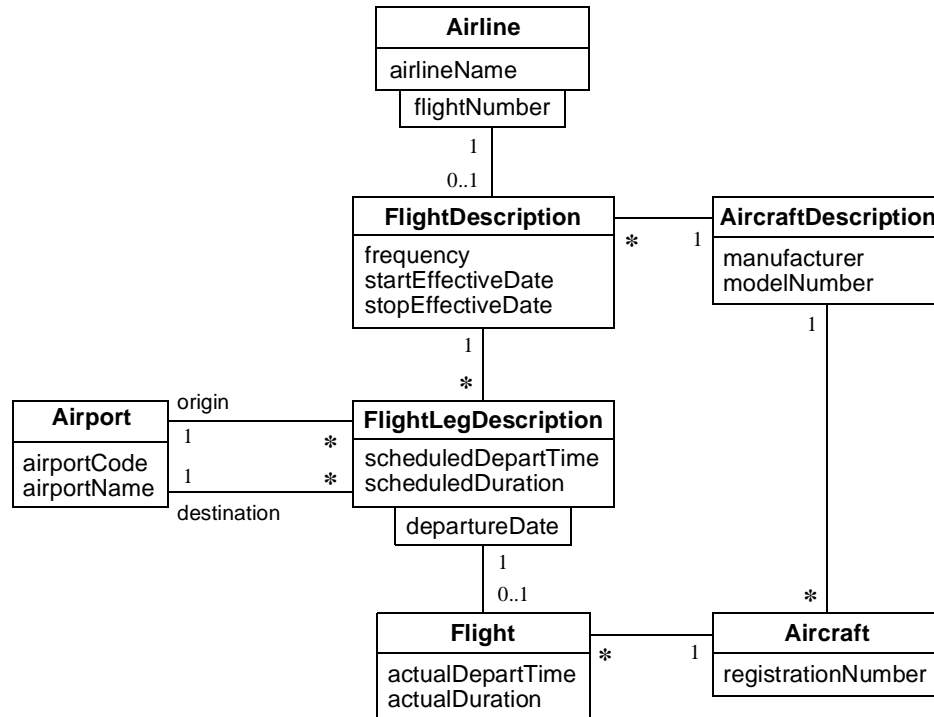 Airline
airlineName
flightNumber
1
0..1
FlightDescription
frequency
startEffectiveDate
stopEffectiveDate
*
1
AircraftDescription
manufacturer
modelNumber
1
1
*
Airport
airportCode
airportName
origin
1
*
1
*
destination
FlightLegDescription
scheduledDepartTime
scheduledDuration
departureDate
1
0..1
*
Flight
actualDepartTime
actualDuration
*
1
Aircraft
registrationNumber